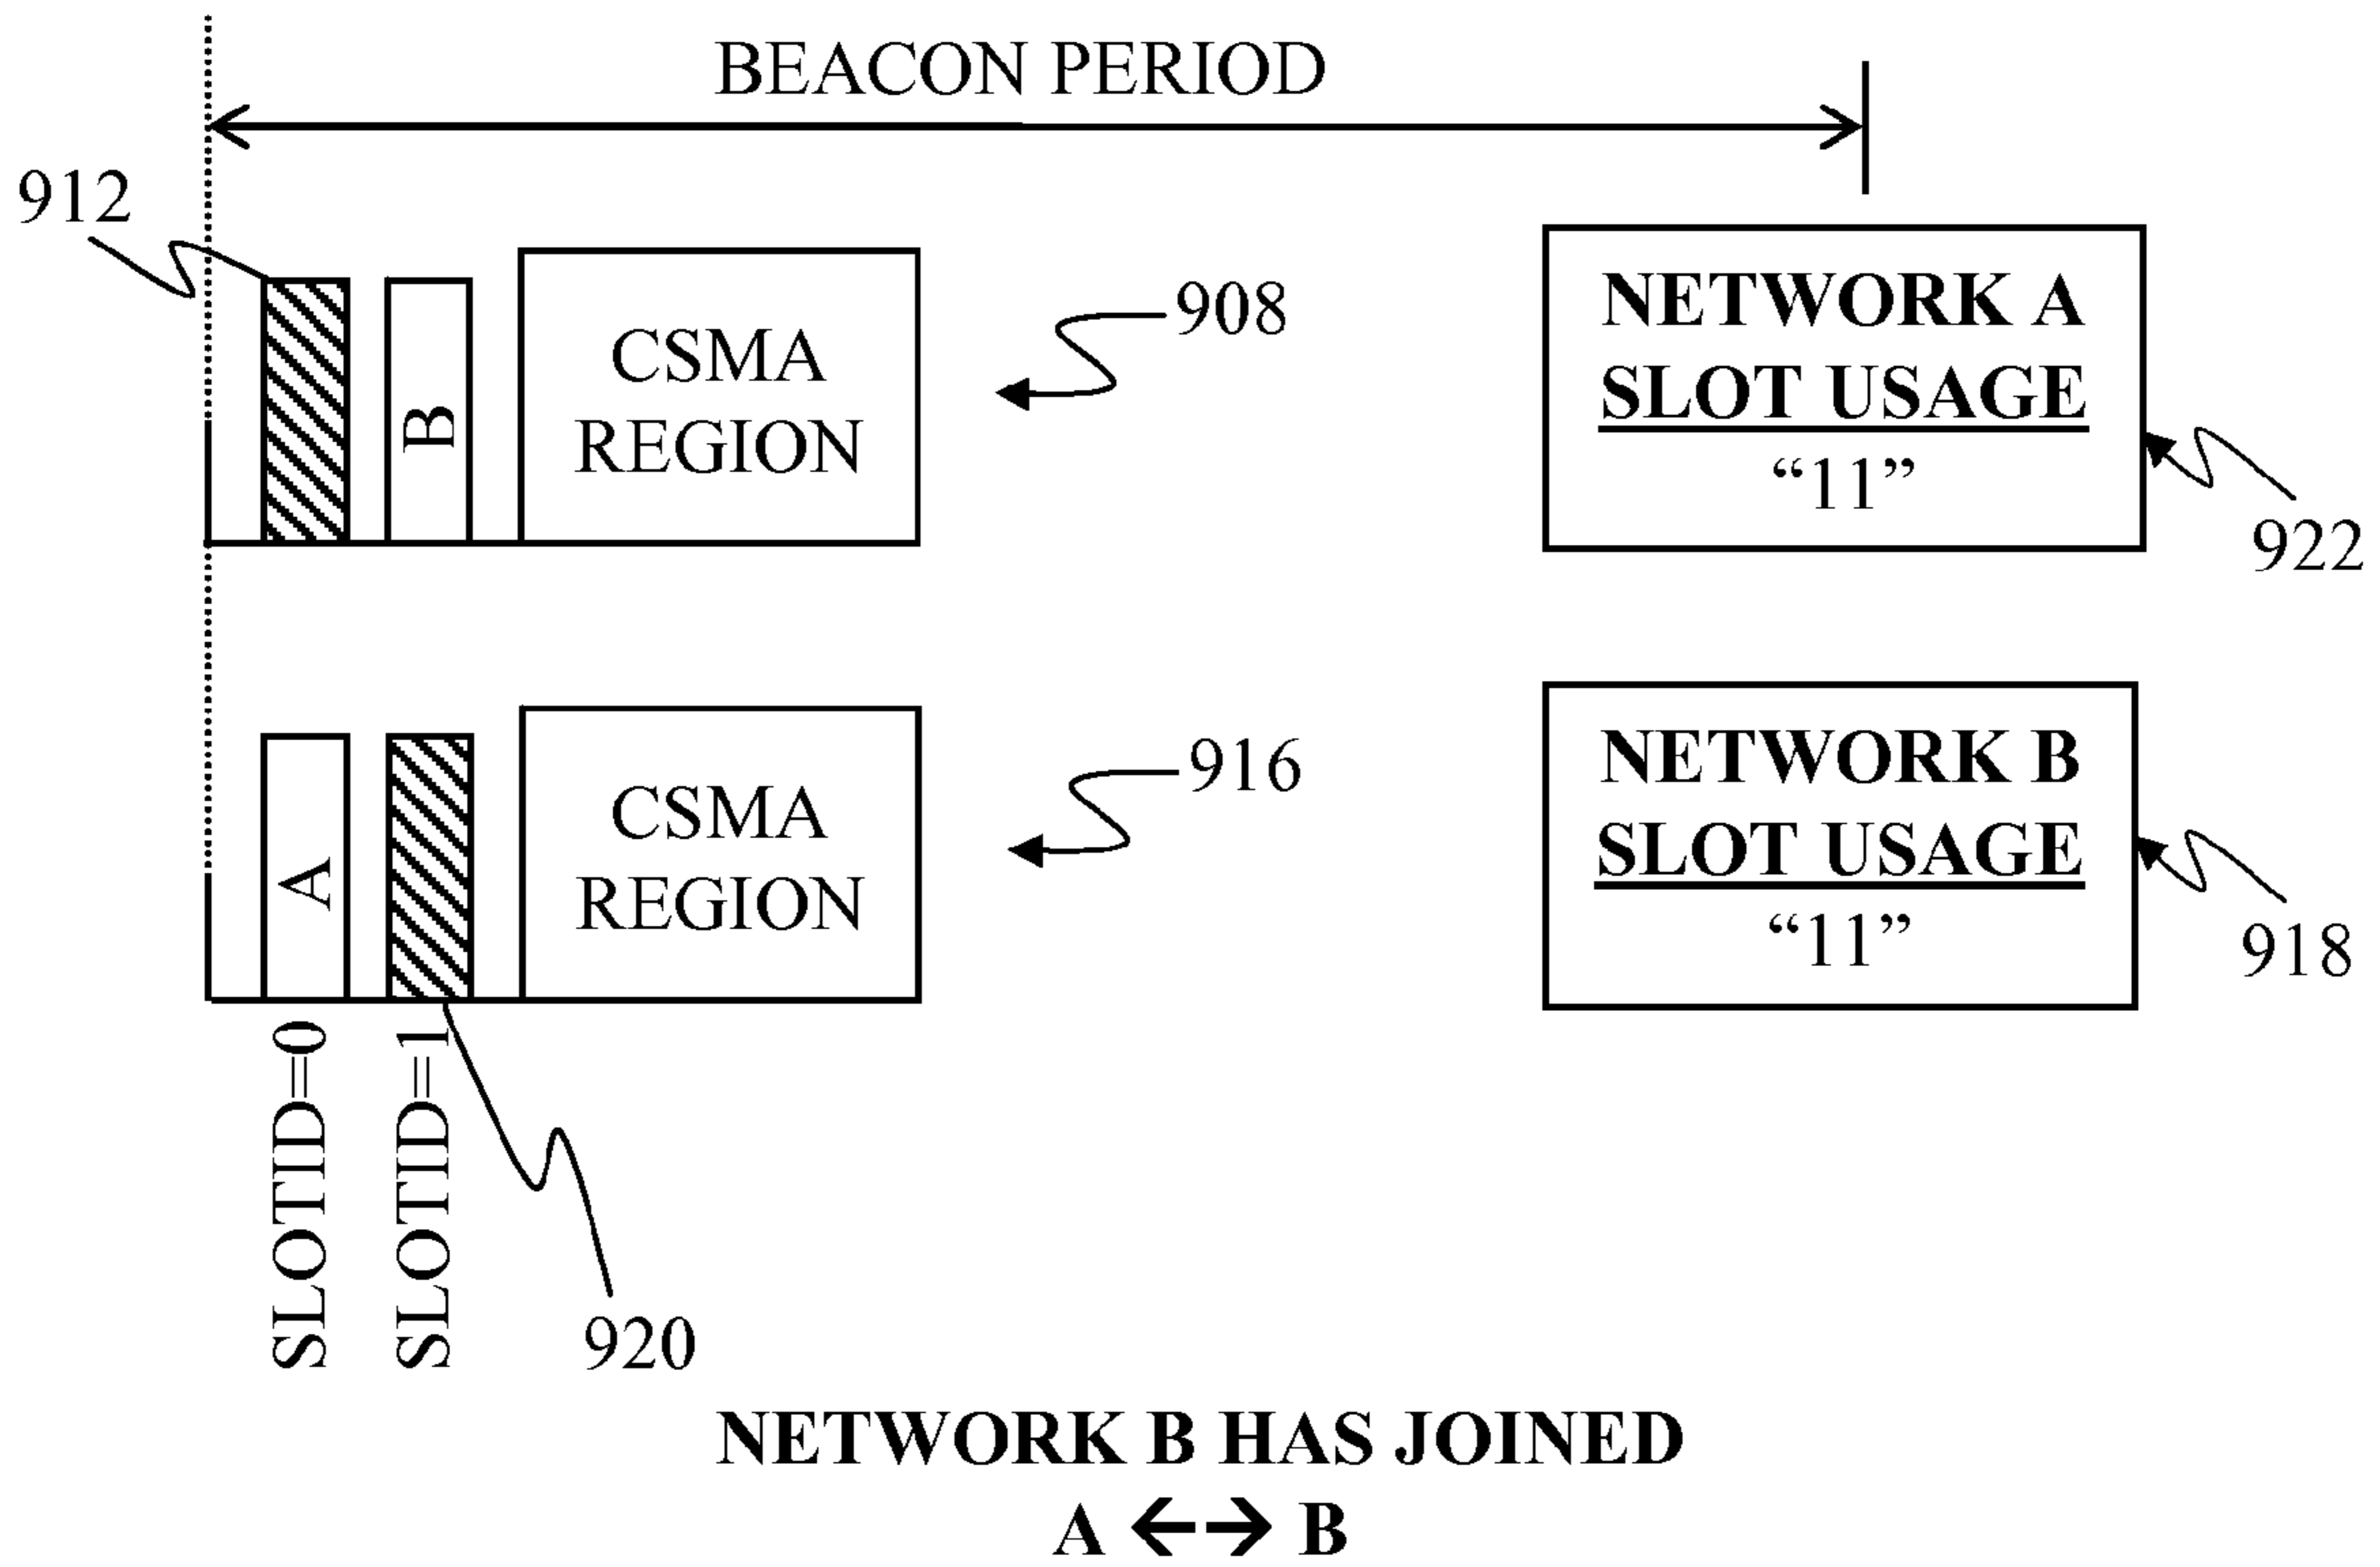 BEACON PERIOD
912
B
CSMA
REGION
908
NETWORK A
SLOT USAGE
“11”
922
A
CSMA
REGION
916
NETWORK B
SLOT USAGE
“11”
918
SLOTID=0
SLOTID=1
920
NETWORK B HAS JOINED
A ←→ B